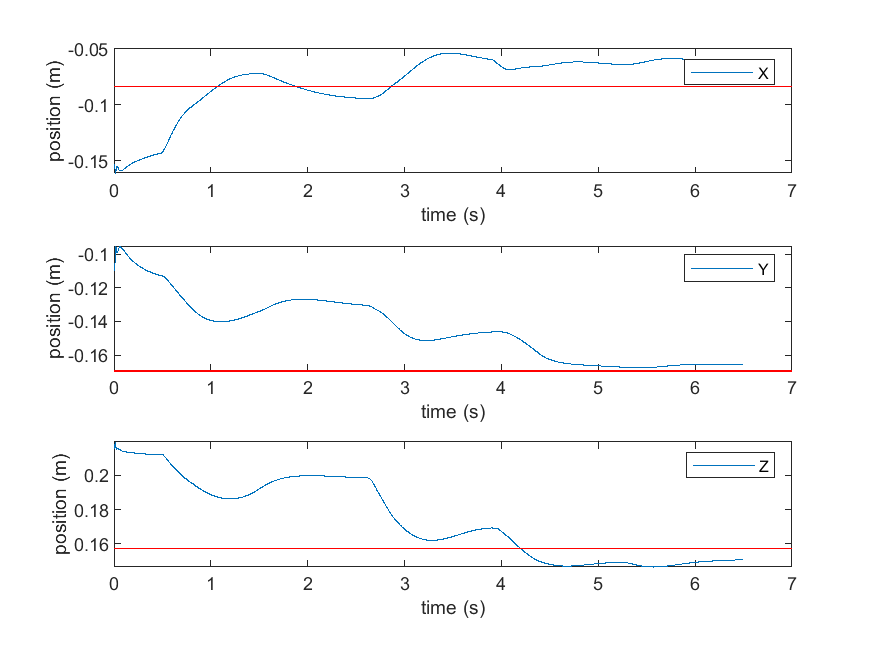 -0.05
-0.1
-0.15
position (m)
X
0 1 2 3 4 5 6 7
time (s)
-0.1
-0.12
-0.14
-0.16
position (m)
Y
0 1 2 3 4 5 6 7
time (s)
0.2
0.18
0.16
position (m)
Z
0 1 2 3 4 5 6 7
time (s)